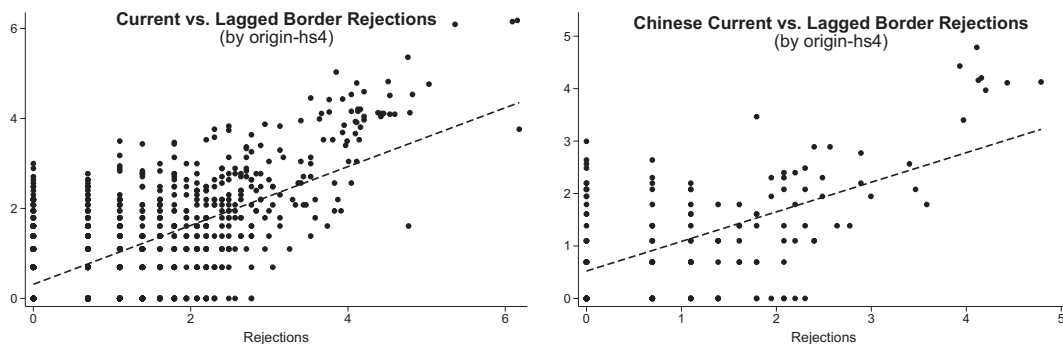 Current vs. Lagged Border Rejections
(by origin-hs4)
6
4
2
0
0 2 4 6
Rejections
Chinese Current vs. Lagged Border Rejections
(by origin-hs4)
5
4
3
2
1
0
0 1 2 3 4 5
Rejections